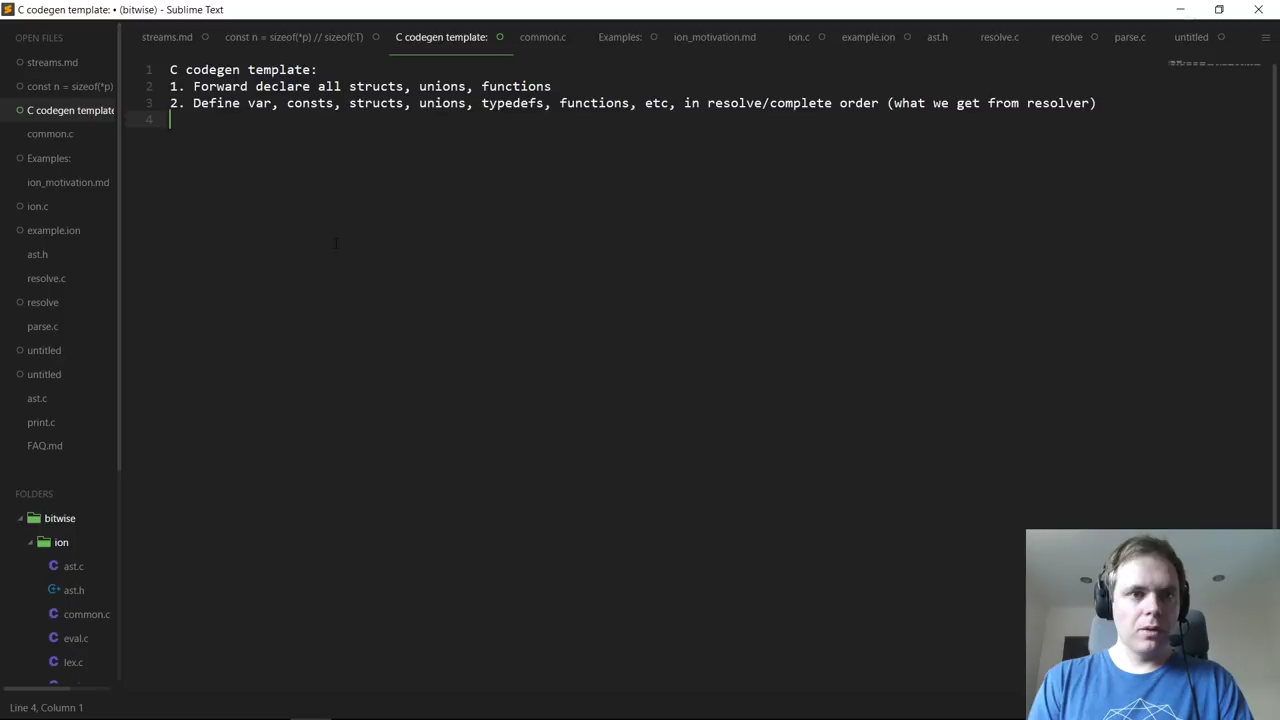 C codegen template: • (bitwise) - Sublime Text
OPEN FILES
streams.md
const n = sizeof(*p)
C codegen template
common.c
Examples:
ion_motivation.md
ion.c
example.ion
ast.h
resolve.c
resolve
parse.c
untitled
untitled
ast.c
print.c
FAQ.md
FOLDERS
bitwise
ion
ast.c
ast.h
common.c
eval.c
lex.c
streams.md
const n = sizeof(*p) // sizeof(:T)
C codegen template:
common.c
Examples:
ion_motivation.md
ion.c
example.ion
ast.h
resolve.c
resolve
parse.c
untitled
1 C codegen template:
2 1. Forward declare all structs, unions, functions
3 2. Define var, consts, structs, unions, typedefs, functions, etc, in resolve/complete order (what we get from resolver)
4
Line 4, Column 1